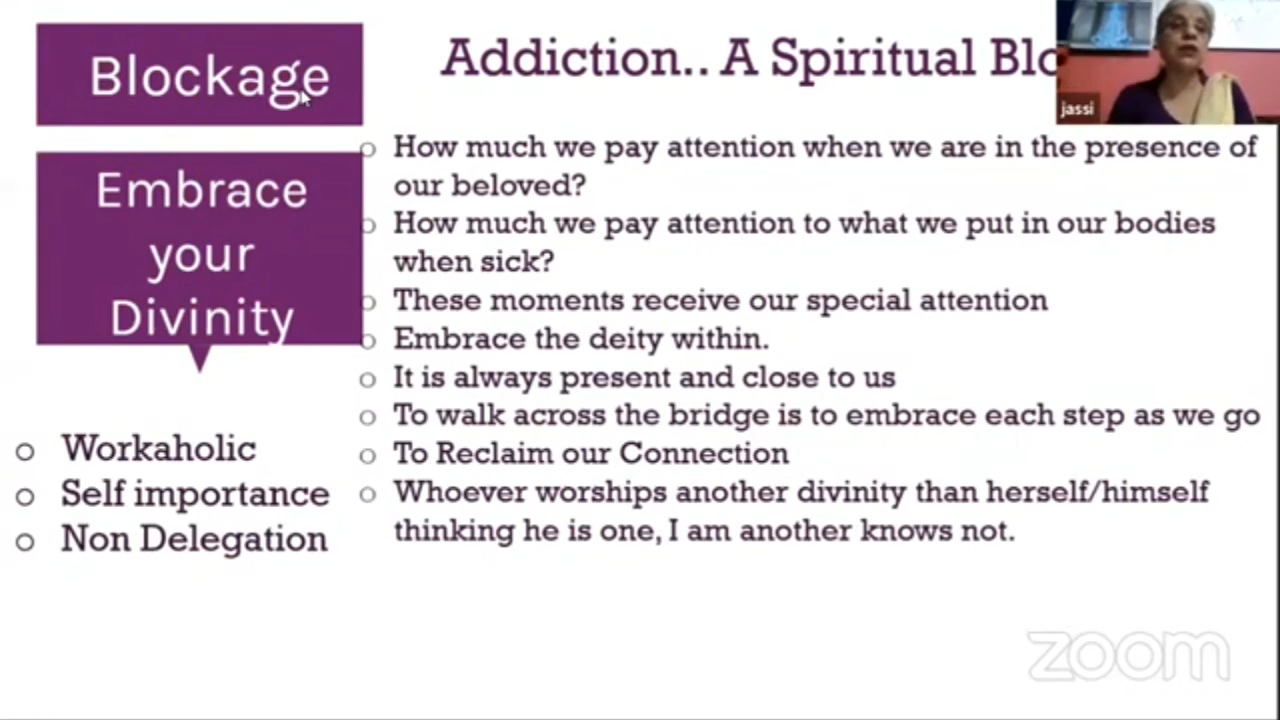 Blockage
Addiction.. A Spiritual
jassi
Embrace
your
Divinity
Workaholic
Self importance
Non Delegation
How much we pay attention when we are in the presence of
our beloved?
How much we pay attention to what we put in our bodies
when sick?
These moments receive our special attention
Embrace the deity within.
It is always present and close to us
To walk across the bridge is to embrace each step as we go
To Reclaim our Connection
Whoever worships another divinity than herself/himself
thinking he is one, I am another knows not.
zoom